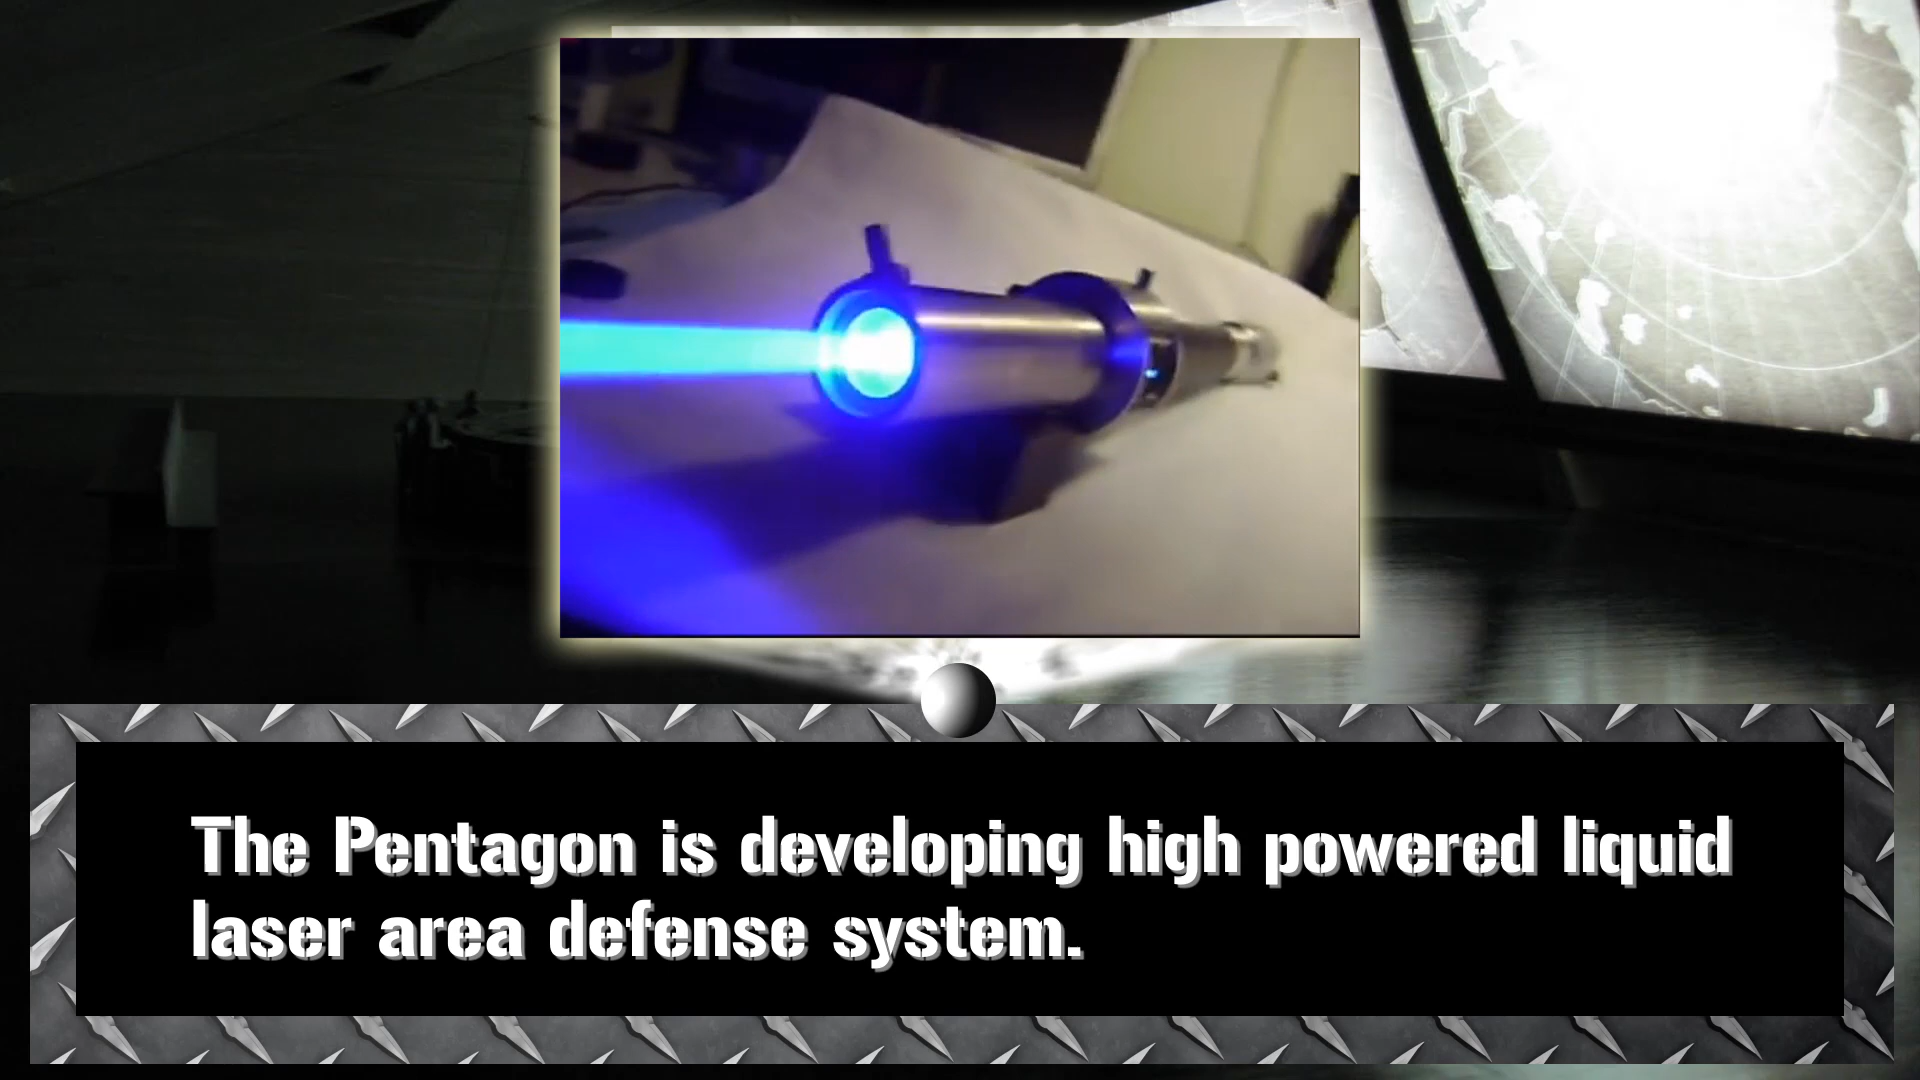 The Pentagon is developing high powered liquid
laser area defense system.